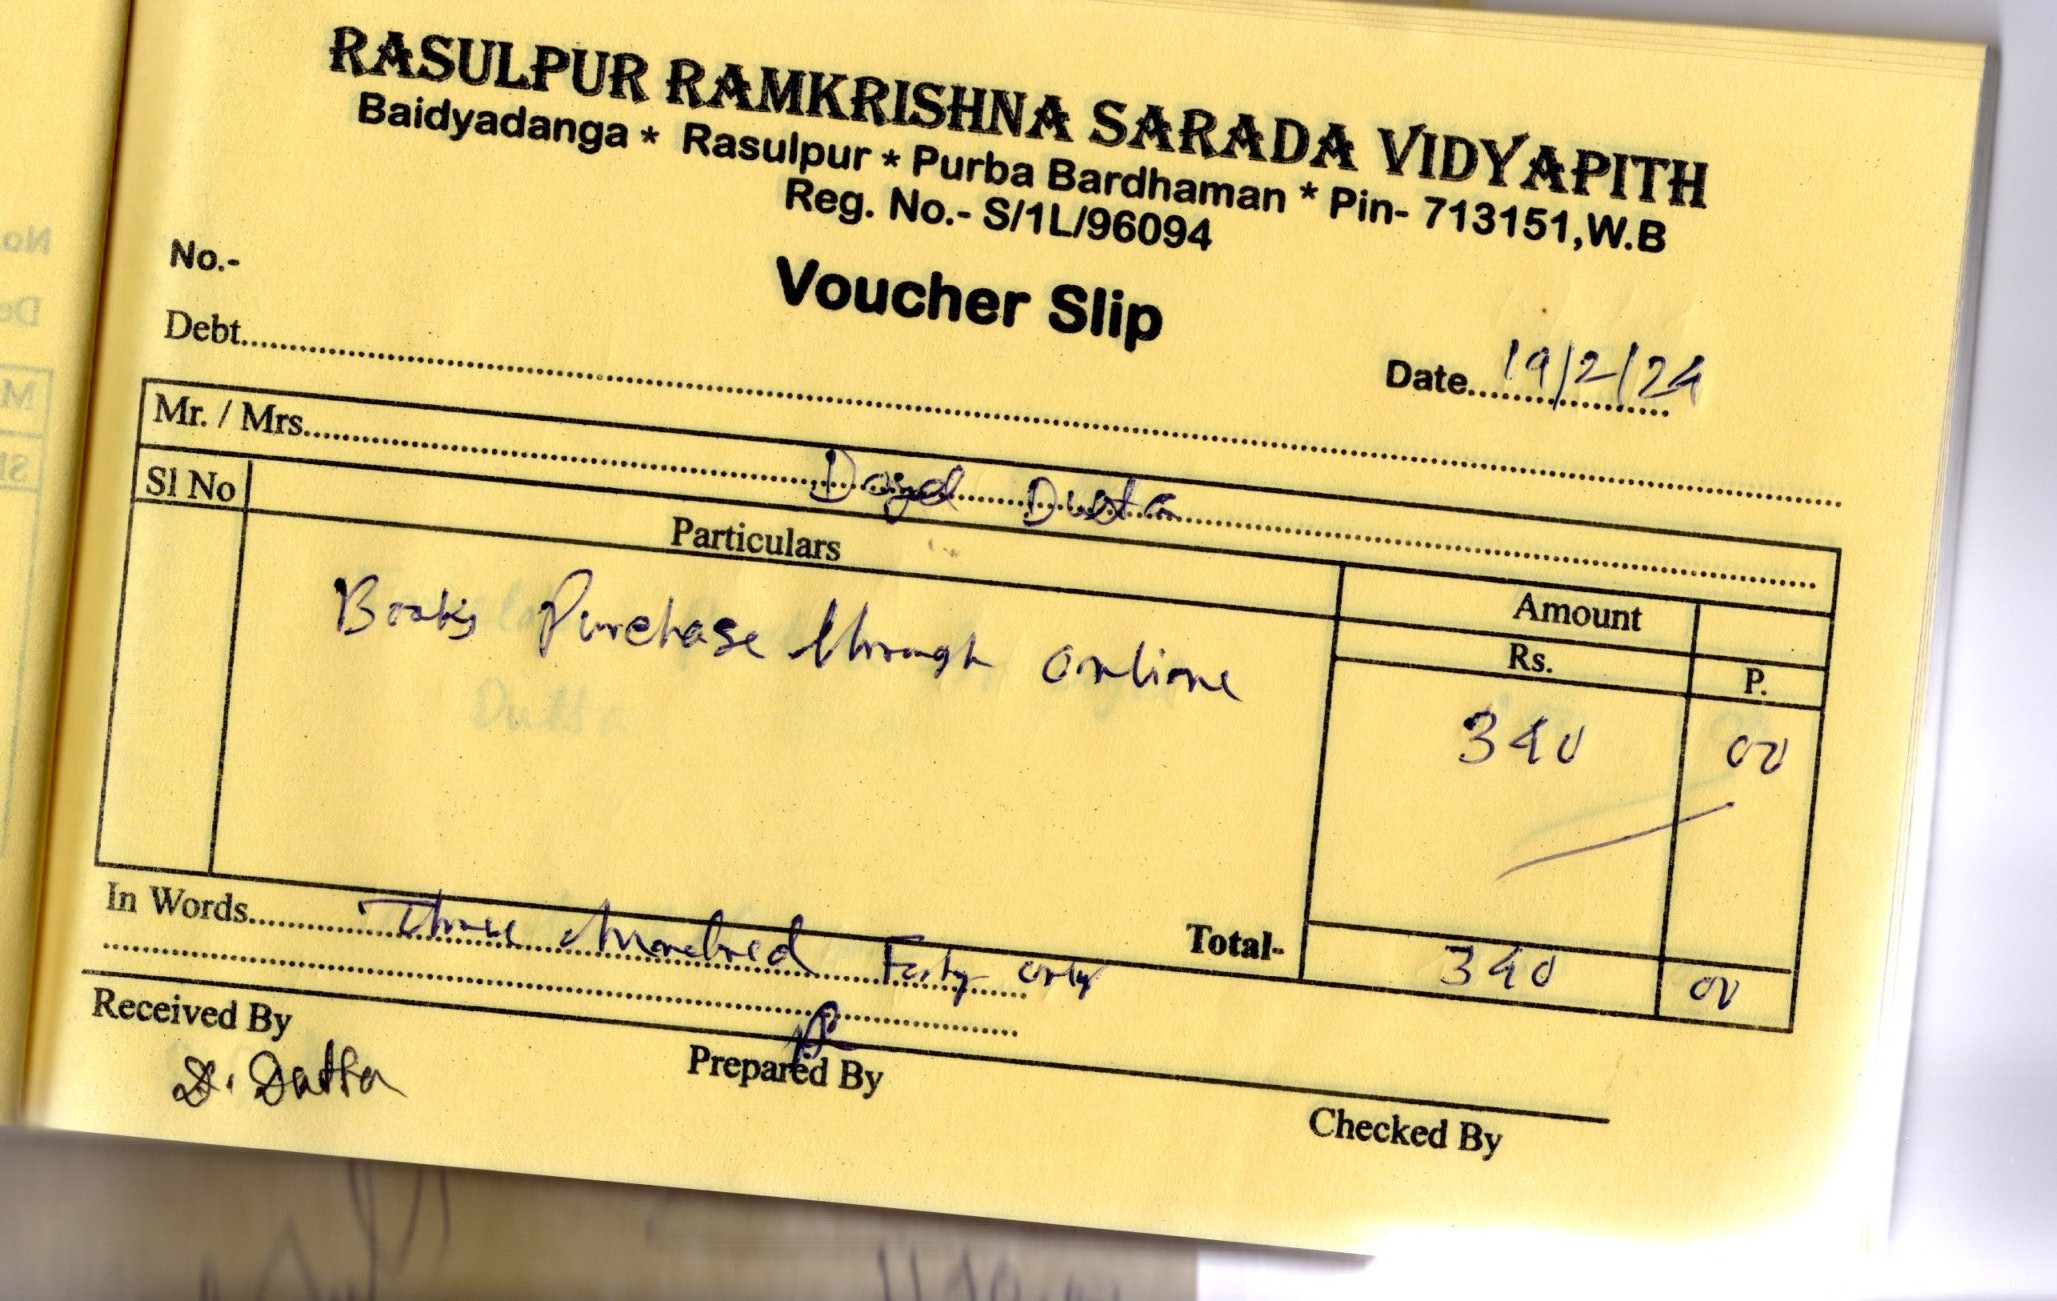 RASULPUR RAMKRISHNA SARADA VIDYAPITH
Baidyadanga * Rasulpur * Purba Bardhaman * Pin- 713151,W.B
Reg. No.- S/1L/96094
No.-
Voucher Slip
Debt
Date 19/2/24
Mr. / Mrs. Dutta
Sl No Particulars Amount
Rs. P.
Books Purchase through online 340 00
Total- 340 00
In Words Three hundred Forty only
Received By Prepared By Checked By
D. Dutta